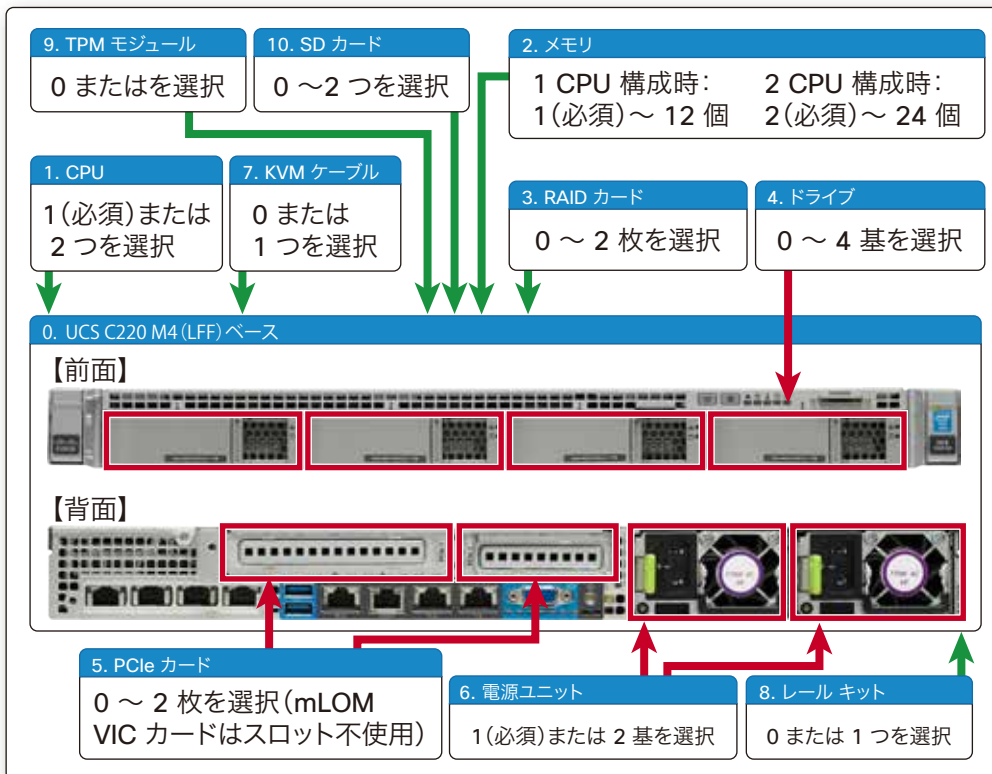 9. TPM モジュール
0 またはを選択
10. SD カード
0 ～2 つを選択
2. メモリ
1 CPU 構成時：
1（必須）～ 12 個
2 CPU 構成時：
2（必須）～ 24 個
1. CPU
1（必須）または
2 つを選択
7. KVM ケーブル
0 または
1 つを選択
3. RAID カード
0 ～ 2 枚を選択
4. ドライブ
0 ～ 4 基を選択
0. UCS C220 M4（LFF）ベース
【前面】
【背面】
5. PCIe カード
0 ～ 2 枚を選択（mLOM
VIC カードはスロット不使用）
6. 電源ユニット
1（必須）または 2 基を選択
8. レール キット
0 または 1 つを選択